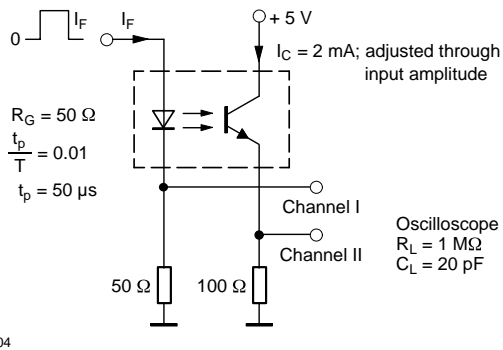 0
I_F
I_F
+ 5 V
I_C = 2 mA; adjusted through
input amplitude
R_G = 50 Ω
t_p
T
= 0.01
t_p = 50 µs
Channel I
Channel II
50 Ω
100 Ω
Oscilloscope
R_L = 1 MΩ
C_L = 20 pF
04